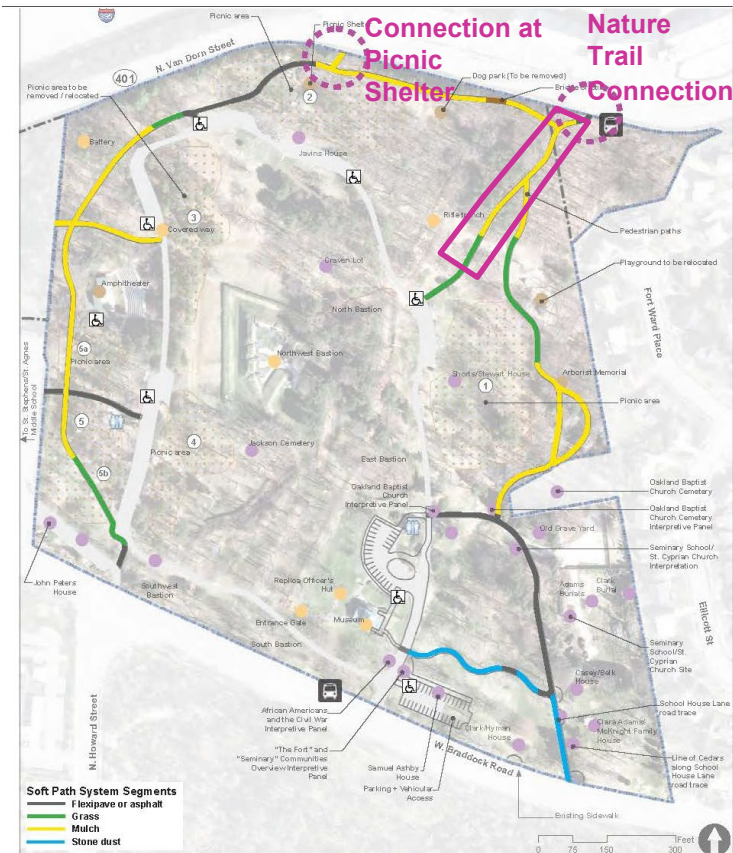 Connection at
Picnic
Shelter
Nature
Trail
Connection
395
Picnic area
Picnic Shelter
N. Van Dorn Street
401
Picnic area to be
removed / relocated
Dog park (To be removed)
2
Battery
Javins House
3
Covered way
Pedestrian paths
Playground to be relocated
Craven Lot
Amphitheater
North Bastion
Fort Ward Place
5a
Picnic area
Northwest Bastion
Shorts/Stewart House
1
Arborist Memorial
Picnic area
To St. Stephens/St. Agnes
Middle School
5
4
Picnic area
Jackson Cemetery
5b
East Bastion
Oakland Baptist
Church
Interpretive Panel
Oakland Baptist
Church Cemetery
Oakland Baptist
Church Cemetery
Interpretive Panel
Old Grave Yard
Seminary School/
St. Cyprian Church
Interpretation
John Peters
House
Southwest
Bastion
Replica Officer's
Hut
Adams
Burials
Clark
Burial
Ellicott St
Entrance Gate
Museum
South Bastion
Seminary
School/St.
Cyprian
Church Site
Casey/Belk
House
African Americans
and the Civil War
Interpretive Panel
School House Lane
road trace
Clara Adams/
McKnight Family
House
Clark/Hyman
House
N. Howard Street
"The Fort" and
"Seminary" Communities
Overview Interpretive
Panel
Samuel Ashby
House
Parking + Vehicular
Access
W. Braddock Road
Line of Cedars
along School
House Lane
road trace
Existing Sidewalk
Soft Path System Segments
Flexipave or asphalt
Grass
Mulch
Stone dust
0 75 150 300
Feet